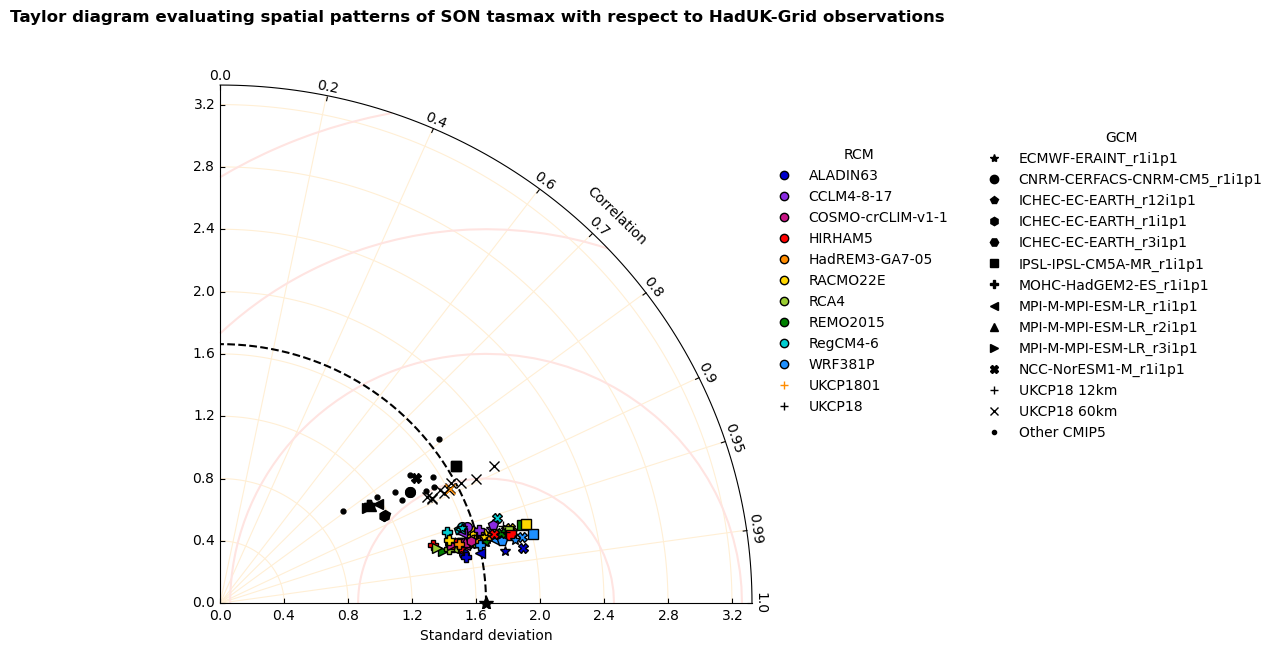 Taylor diagram evaluating spatial patterns of SON tasmax with respect to HadUK-Grid observations
0.0
0.2
0.4
0.6
0.7
0.8
0.9
0.95
0.99
1.0
Correlation
3.2
2.8
2.4
2.0
1.6
1.2
0.8
0.4
0.0
0.0
0.4
0.8
1.2
1.6
2.0
2.4
2.8
3.2
Standard deviation
RCM
ALADIN63
CCLM4-8-17
COSMO-crCLIM-v1-1
HIRHAM5
HadREM3-GA7-05
RACMO22E
RCA4
REMO2015
RegCM4-6
WRF381P
UKCP1801
UKCP18
GCM
ECMWF-ERAINT_r1i1p1
CNRM-CERFACS-CNRM-CM5_r1i1p1
ICHEC-EC-EARTH_r12i1p1
ICHEC-EC-EARTH_r1i1p1
ICHEC-EC-EARTH_r3i1p1
IPSL-IPSL-CM5A-MR_r1i1p1
MOHC-HadGEM2-ES_r1i1p1
MPI-M-MPI-ESM-LR_r1i1p1
MPI-M-MPI-ESM-LR_r2i1p1
MPI-M-MPI-ESM-LR_r3i1p1
NCC-NorESM1-M_r1i1p1
UKCP18 12km
UKCP18 60km
Other CMIP5